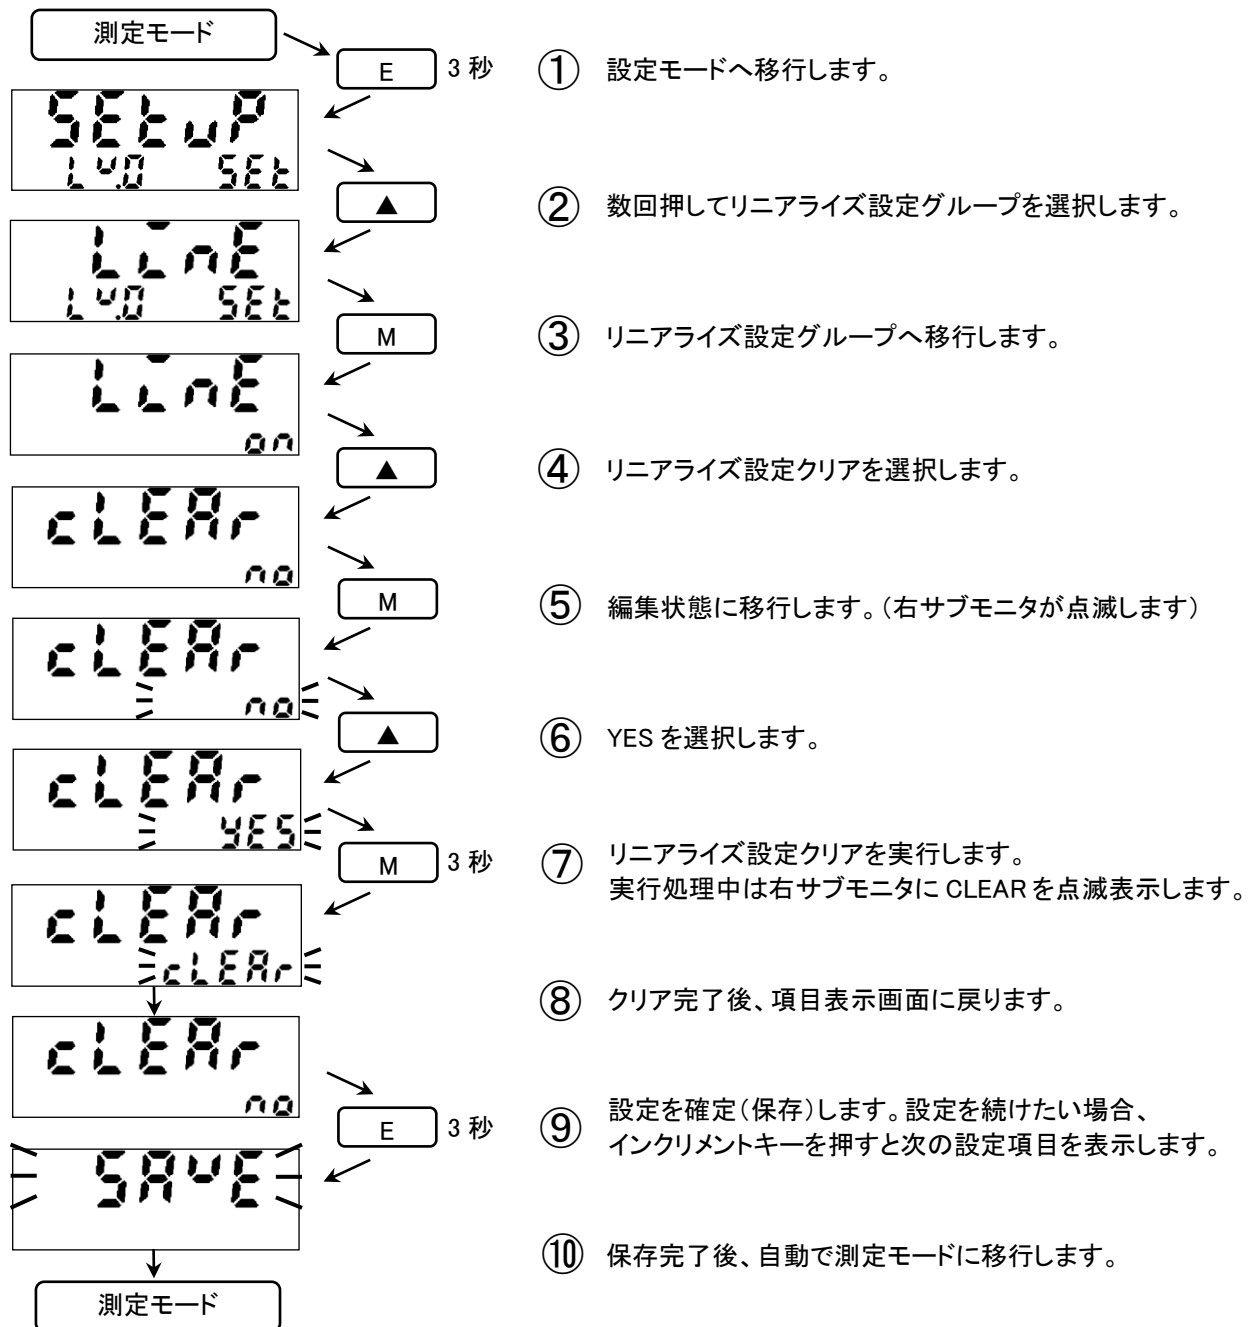 測定モード
E 3 秒 ① 設定モードへ移行します。
SEtuP
Lv.0 SEt
▲ ② 数回押してリニアライズ設定グループを選択します。
LinE
Lv.0 SEt
M ③ リニアライズ設定グループへ移行します。
LinE
on
▲ ④ リニアライズ設定クリアを選択します。
cLEAr
no
M ⑤ 編集状態に移行します。（右サブモニタが点滅します）
cLEAr
no
▲ ⑥ YES を選択します。
cLEAr
YES
M 3 秒 ⑦ リニアライズ設定クリアを実行します。
実行処理中は右サブモニタに CLEAR を点滅表示します。
cLEAr
cLEAr
⑧ クリア完了後、項目表示画面に戻ります。
cLEAr
no
E 3 秒 ⑨ 設定を確定（保存）します。設定を続けたい場合、
インクリメントキーを押すと次の設定項目を表示します。
SAvE
⑩ 保存完了後、自動で測定モードに移行します。
測定モード